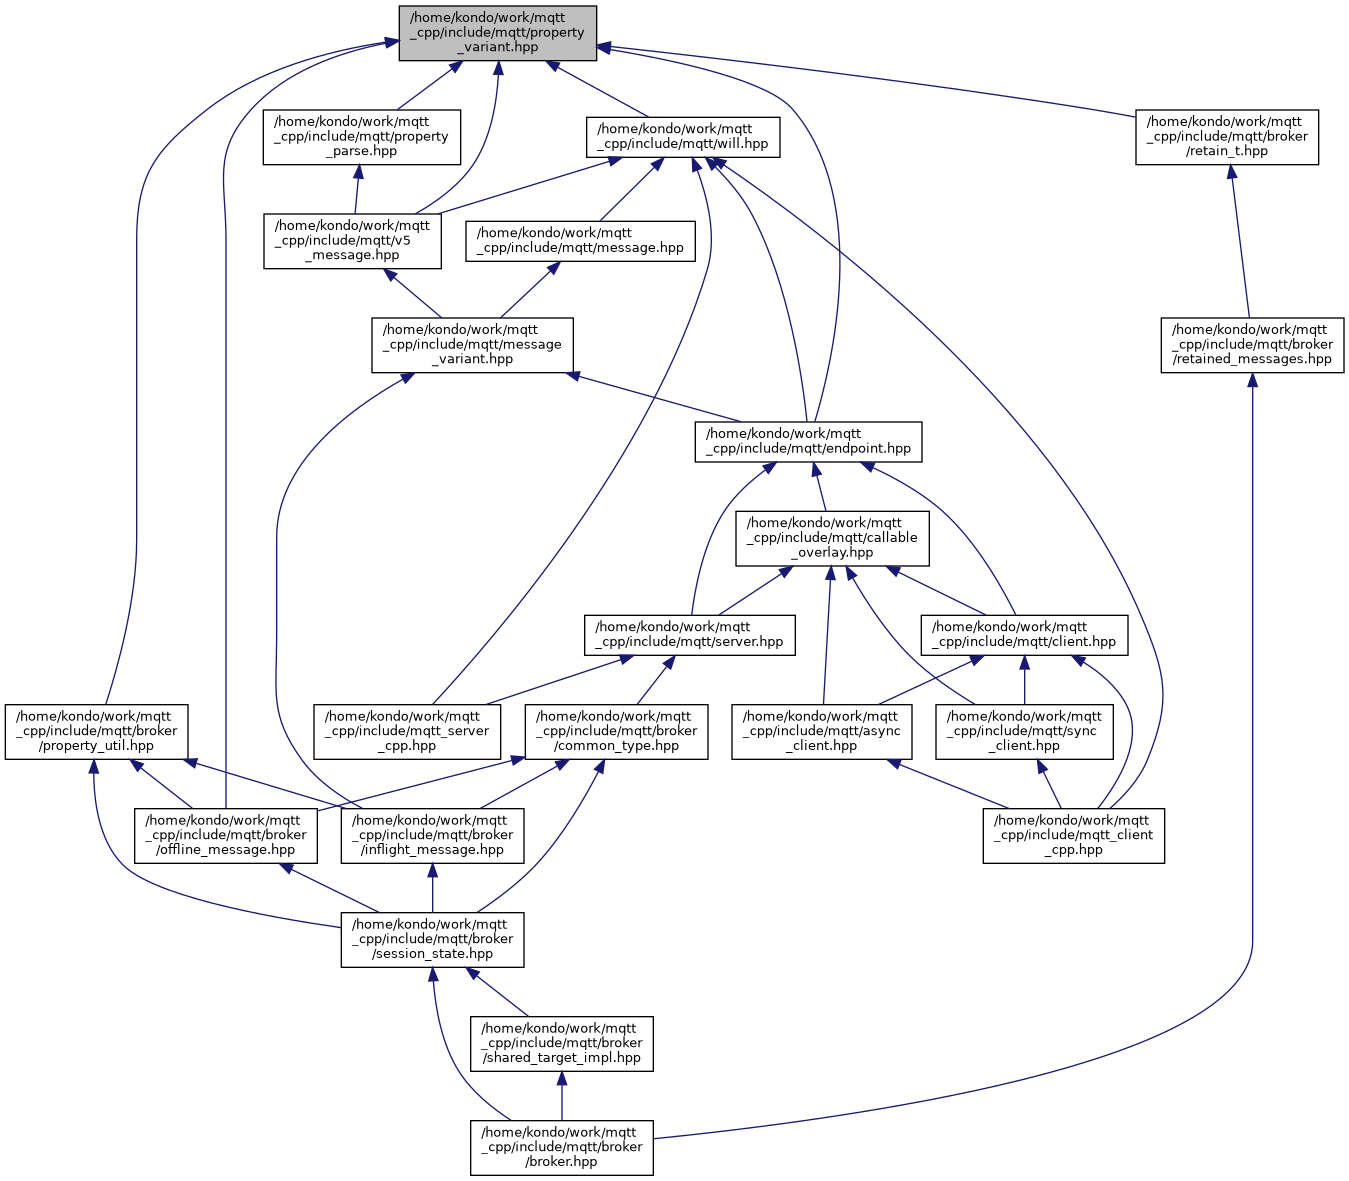 /home/kondo/work/mqtt
_cpp/include/mqtt/property
_variant.hpp
/home/kondo/work/mqtt
_cpp/include/mqtt/property
_parse.hpp
/home/kondo/work/mqtt
_cpp/include/mqtt/will.hpp
/home/kondo/work/mqtt
_cpp/include/mqtt/broker
/retain_t.hpp
/home/kondo/work/mqtt
_cpp/include/mqtt/v5
_message.hpp
/home/kondo/work/mqtt
_cpp/include/mqtt/message.hpp
/home/kondo/work/mqtt
_cpp/include/mqtt/message
_variant.hpp
/home/kondo/work/mqtt
_cpp/include/mqtt/broker
/retained_messages.hpp
/home/kondo/work/mqtt
_cpp/include/mqtt/endpoint.hpp
/home/kondo/work/mqtt
_cpp/include/mqtt/callable
_overlay.hpp
/home/kondo/work/mqtt
_cpp/include/mqtt/server.hpp
/home/kondo/work/mqtt
_cpp/include/mqtt/client.hpp
/home/kondo/work/mqtt
_cpp/include/mqtt/broker
/property_util.hpp
/home/kondo/work/mqtt
_cpp/include/mqtt_server
_cpp.hpp
/home/kondo/work/mqtt
_cpp/include/mqtt/broker
/common_type.hpp
/home/kondo/work/mqtt
_cpp/include/mqtt/async
_client.hpp
/home/kondo/work/mqtt
_cpp/include/mqtt/sync
_client.hpp
/home/kondo/work/mqtt
_cpp/include/mqtt/broker
/offline_message.hpp
/home/kondo/work/mqtt
_cpp/include/mqtt/broker
/inflight_message.hpp
/home/kondo/work/mqtt
_cpp/include/mqtt_client
_cpp.hpp
/home/kondo/work/mqtt
_cpp/include/mqtt/broker
/session_state.hpp
/home/kondo/work/mqtt
_cpp/include/mqtt/broker
/shared_target_impl.hpp
/home/kondo/work/mqtt
_cpp/include/mqtt/broker
/broker.hpp